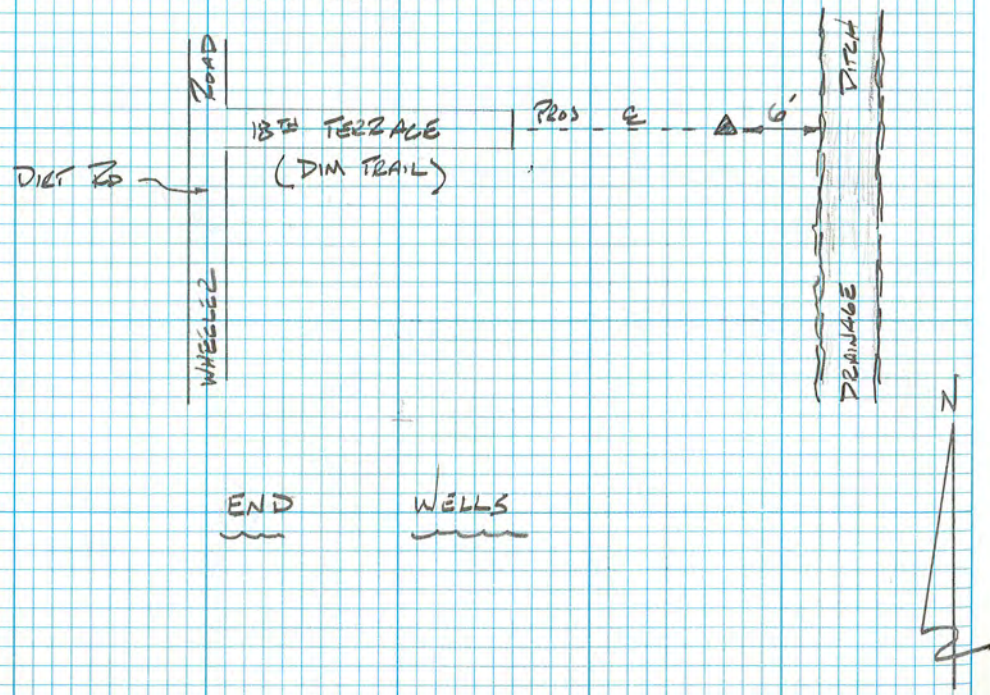 ROAD
DITCH
18TH TERRACE
PROJ ℄
6'
(DIM TRAIL)
DIRT RD
WHEELER
DRAINAGE
N
END WELLS